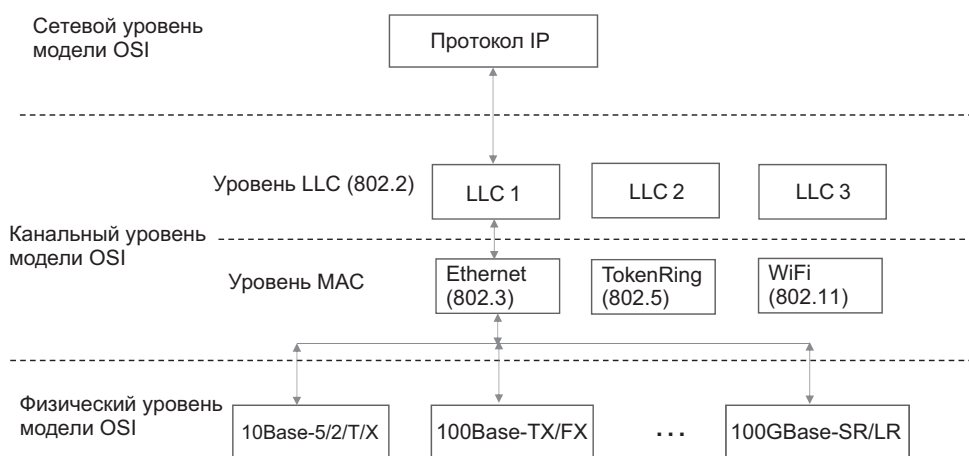 Сетевой уровень
модели OSI
Протокол IP
Уровень LLC (802.2)
LLC 1
LLC 2
LLC 3
Канальный уровень
модели OSI
Уровень MAC
Ethernet
(802.3)
TokenRing
(802.5)
WiFi
(802.11)
Физический уровень
модели OSI
10Base-5/2/T/X
100Base-TX/FX
...
100GBase-SR/LR